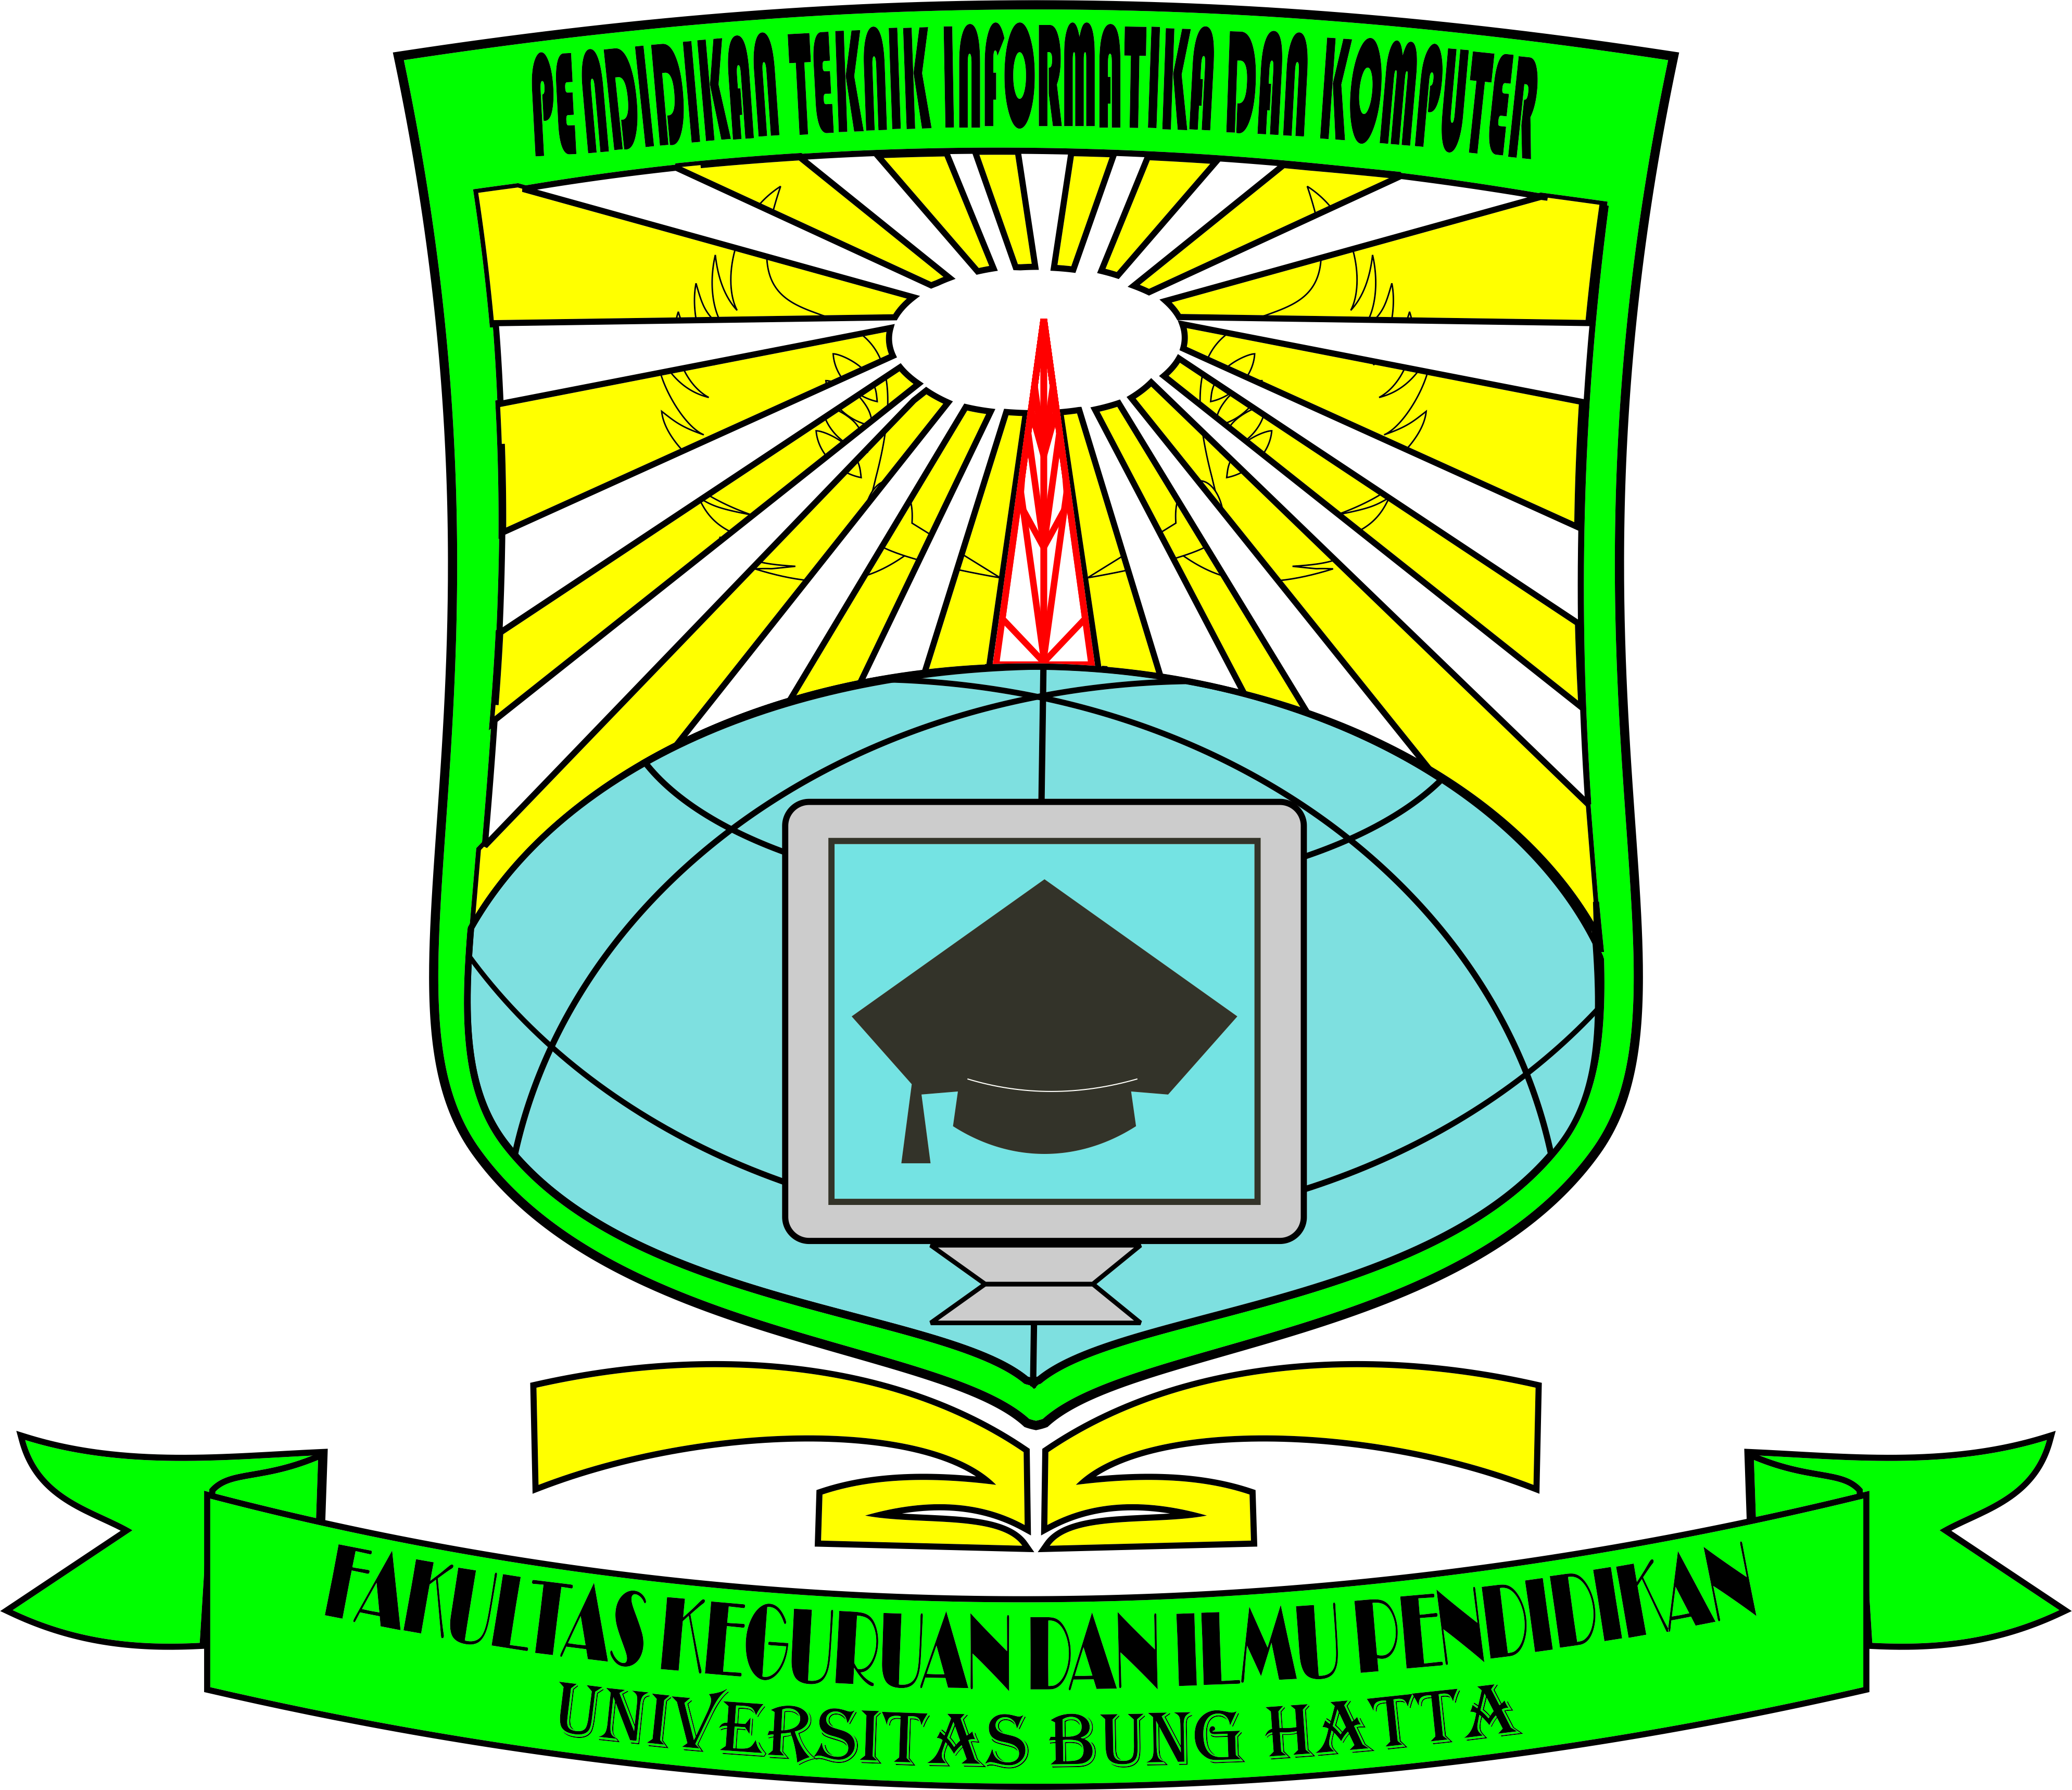 PENDIDIKAN TEKNIK INFORMATIKA DAN KOMPUTER
FAKULTAS KEGURUAN DAN ILMU PENDIDIKAN
UNIVERSITAS BUNG HATTA